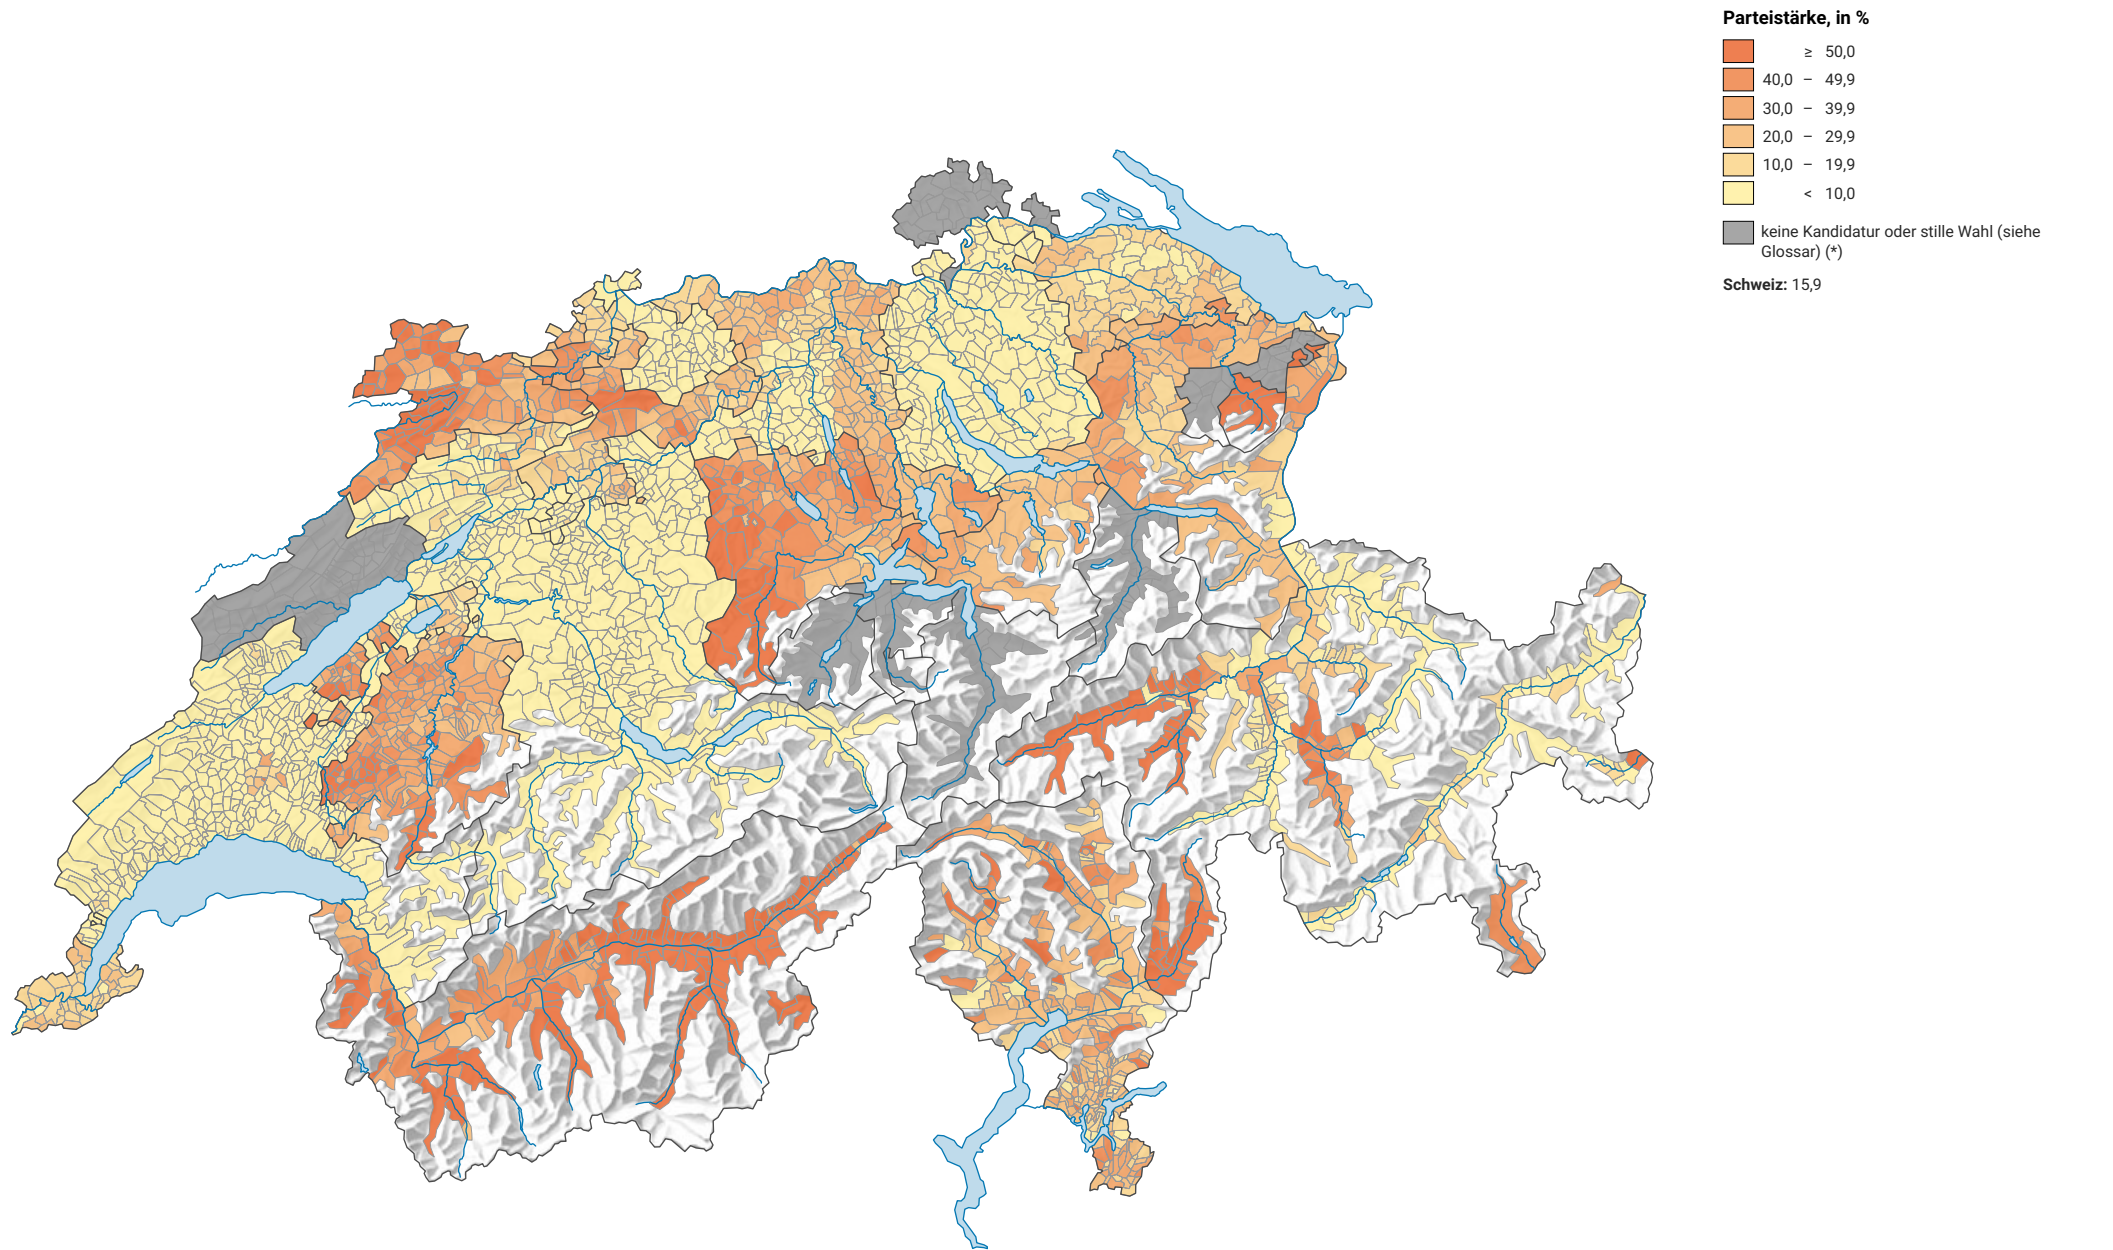 Parteistärke, in %
≥ 50,0
40,0 – 49,9
30,0 – 39,9
20,0 – 29,9
10,0 – 19,9
< 10,0
keine Kandidatur oder stille Wahl (siehe
Glossar) (*)
Schweiz: 15,9